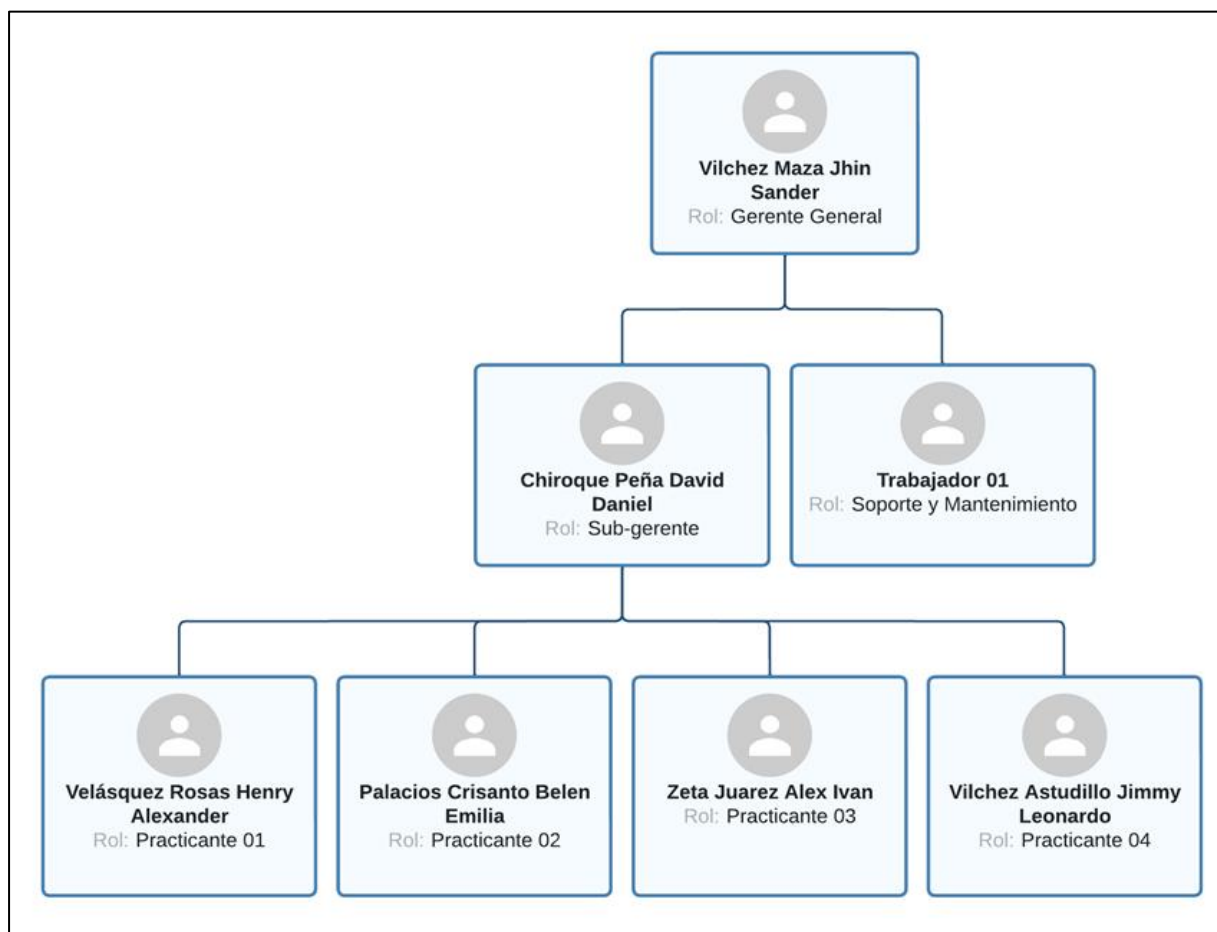 Vilchez Maza Jhin
Sander
Rol: Gerente General
Chiroque Peña David
Daniel
Rol: Sub-gerente
Trabajador 01
Rol: Soporte y Mantenimiento
Velásquez Rosas Henry
Alexander
Rol: Practicante 01
Palacios Crisanto Belen
Emilia
Rol: Practicante 02
Zeta Juarez Alex Ivan
Rol: Practicante 03
Vilchez Astudillo Jimmy
Leonardo
Rol: Practicante 04